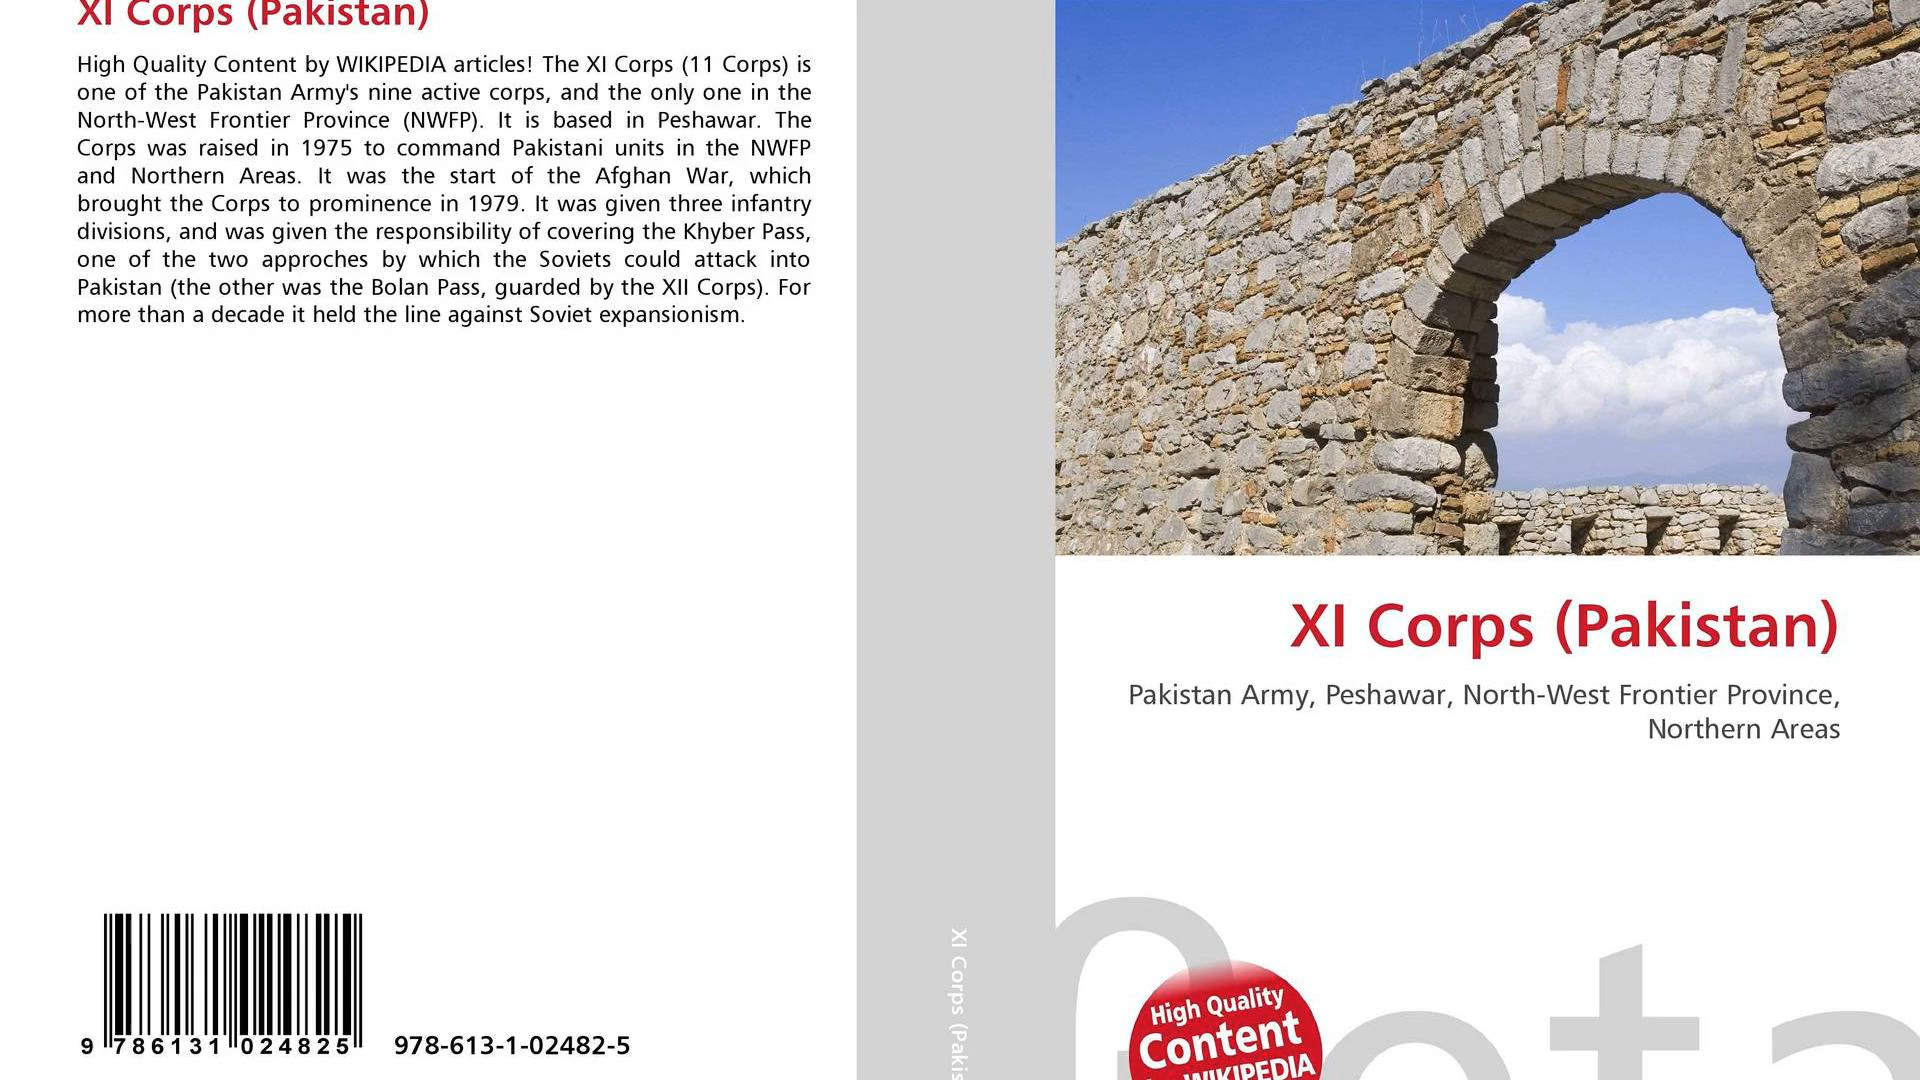 XI Corps (Pakistan)
High Quality Content by WIKIPEDIA articles! The XI Corps (11 Corps) is
one of the Pakistan Army's nine active corps, and the only one in the
North-West Frontier Province (NWFP). It is based in Peshawar. The
Corps was raised in 1975 to command Pakistani units in the NWFP
and Northern Areas. It was the start of the Afghan War, which
brought the Corps to prominence in 1979. It was given three infantry
divisions, and was given the responsibility of covering the Khyber Pass,
one of the two approches by which the Soviets could attack into
Pakistan (the other was the Bolan Pass, guarded by the XII Corps). For
more than a decade it held the line against Soviet expansionism.
9 786131 024825
978-613-1-02482-5
XI Corps (Pakis
XI Corps (Pakistan)
Pakistan Army, Peshawar, North-West Frontier Province,
Northern Areas
High Quality
Content
WIKIPEDIA